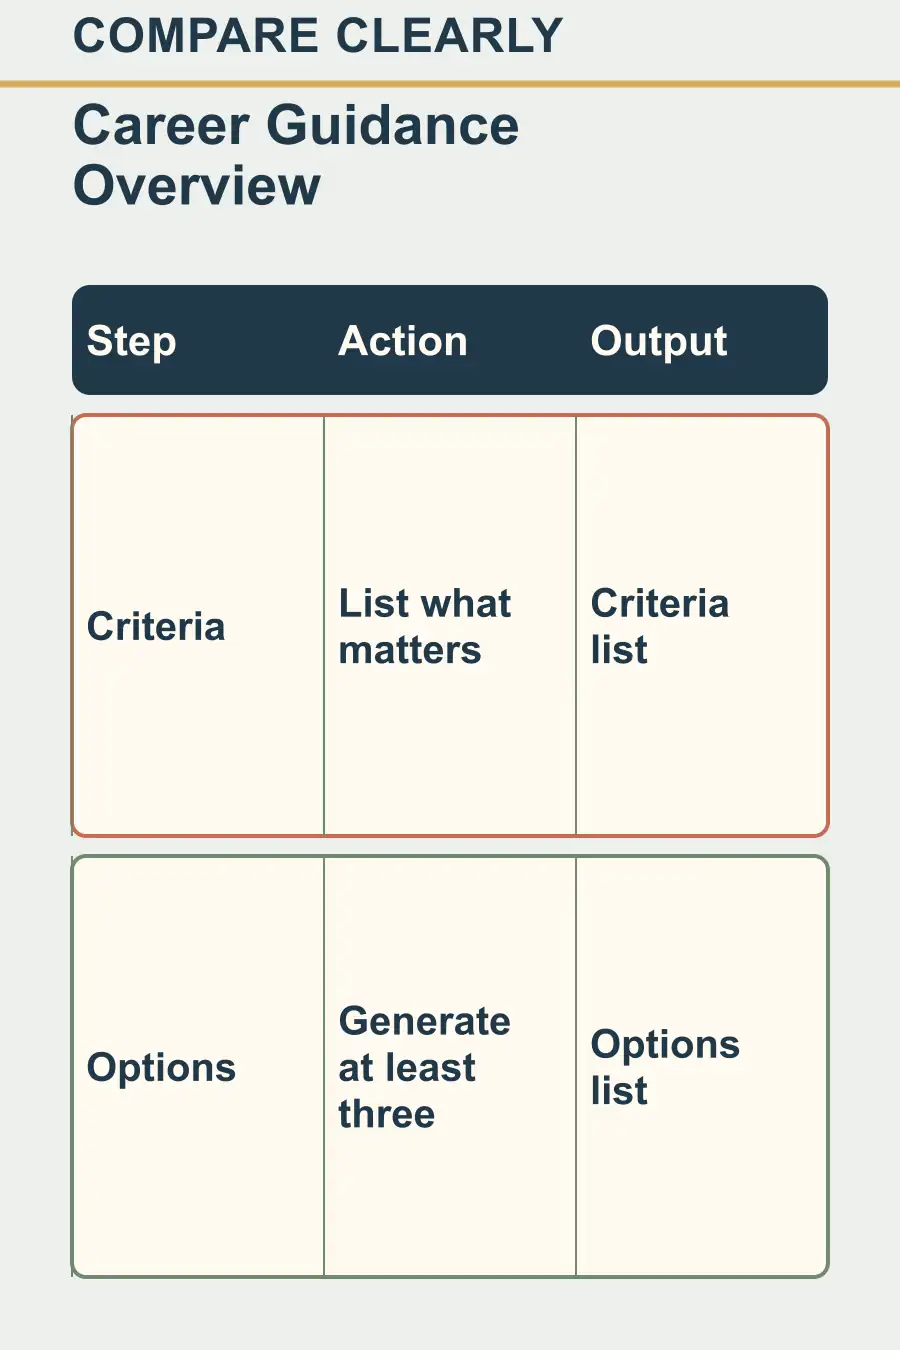 COMPARE CLEARLY
Career Guidance
Overview
Step Action Output
Criteria
List what
matters
Criteria
list
Options
Generate
at least
three
Options
list